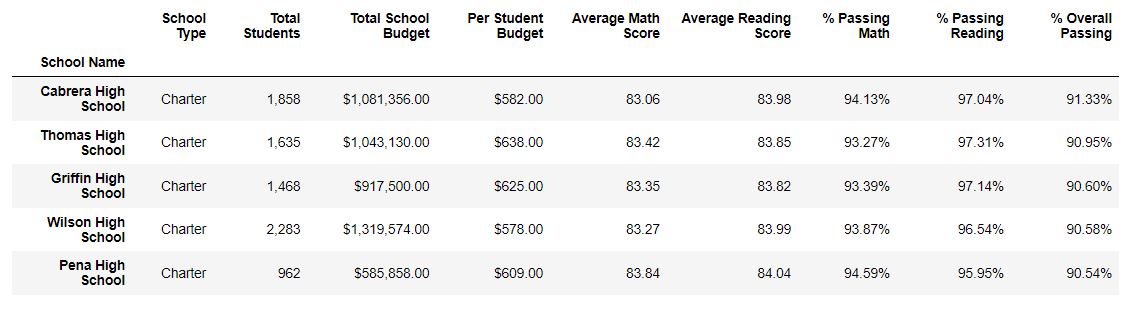 School Type Total Students Total School Budget Per Student Budget Average Math Score Average Reading Score % Passing Math % Passing Reading % Overall Passing
School Name
Cabrera High School Charter 1,858 $1,081,356.00 $582.00 83.06 83.98 94.13% 97.04% 91.33%
Thomas High School Charter 1,635 $1,043,130.00 $638.00 83.42 83.85 93.27% 97.31% 90.95%
Griffin High School Charter 1,468 $917,500.00 $625.00 83.35 83.82 93.39% 97.14% 90.60%
Wilson High School Charter 2,283 $1,319,574.00 $578.00 83.27 83.99 93.87% 96.54% 90.58%
Pena High School Charter 962 $585,858.00 $609.00 83.84 84.04 94.59% 95.95% 90.54%